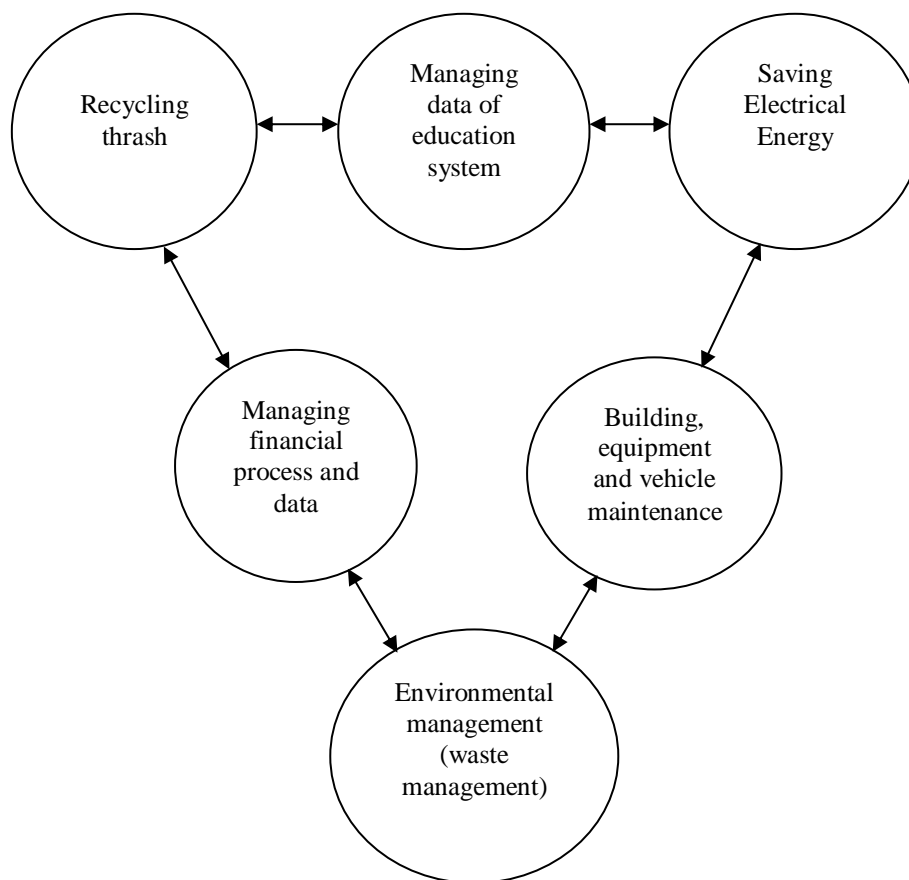 Recycling
thrash
Managing
data of
education
system
Saving
Electrical
Energy
Managing
financial
process and
data
Building,
equipment
and vehicle
maintenance
Environmental
management
(waste
management)